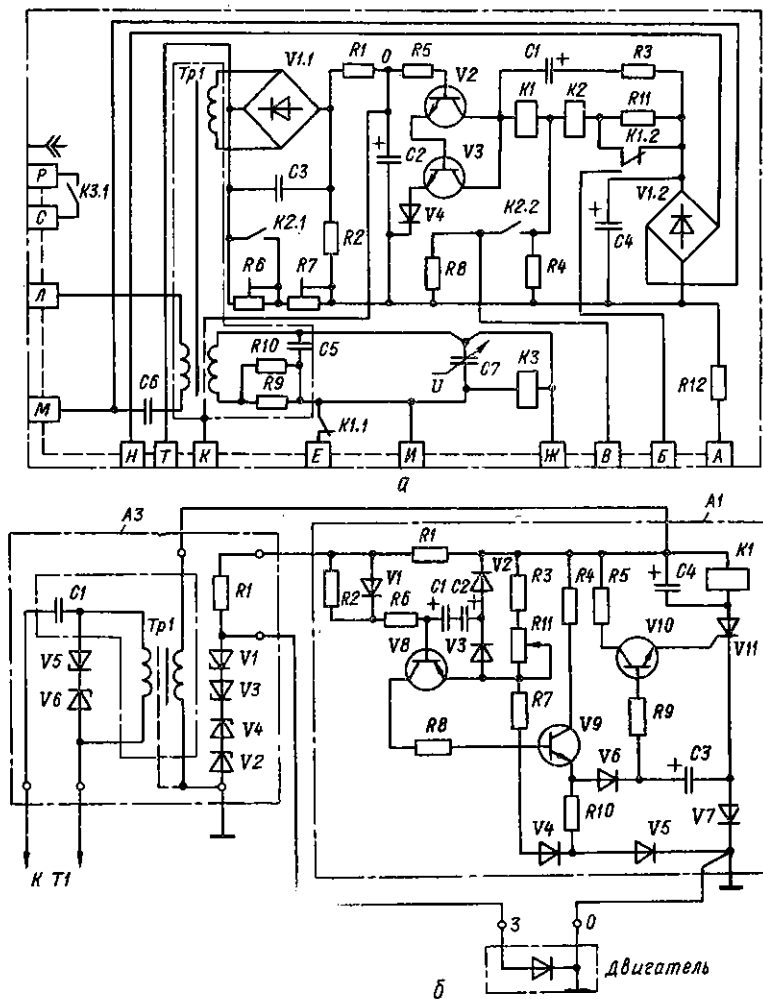 Тр1 V1.1 R1 0 R5 V2 C1 + R3
K1 K2 R11
V3 K1.2
+ C2 V1.2
C3
Р К3.1
С
V4 K2.2 + C4
K2.1 R2
R6 R7 R8 R4
Л
R10 C5
R9 U C7 K3 R12
М C6
K1.1
Н Т К Е И Ж В Б А
а
А3 А1
R1 V2 C4 + K1
R1 R2 V1 C1 C2 R3 R4 R5
C1 R6 + +
Тр1 V10 V11
V5 V8 V3 R11
V1
V6 V3 R7 R9
V4 R8 V9
V2 V6 + C3
R10 V7
V4 V5
К Т1
З О
Двигатель
б